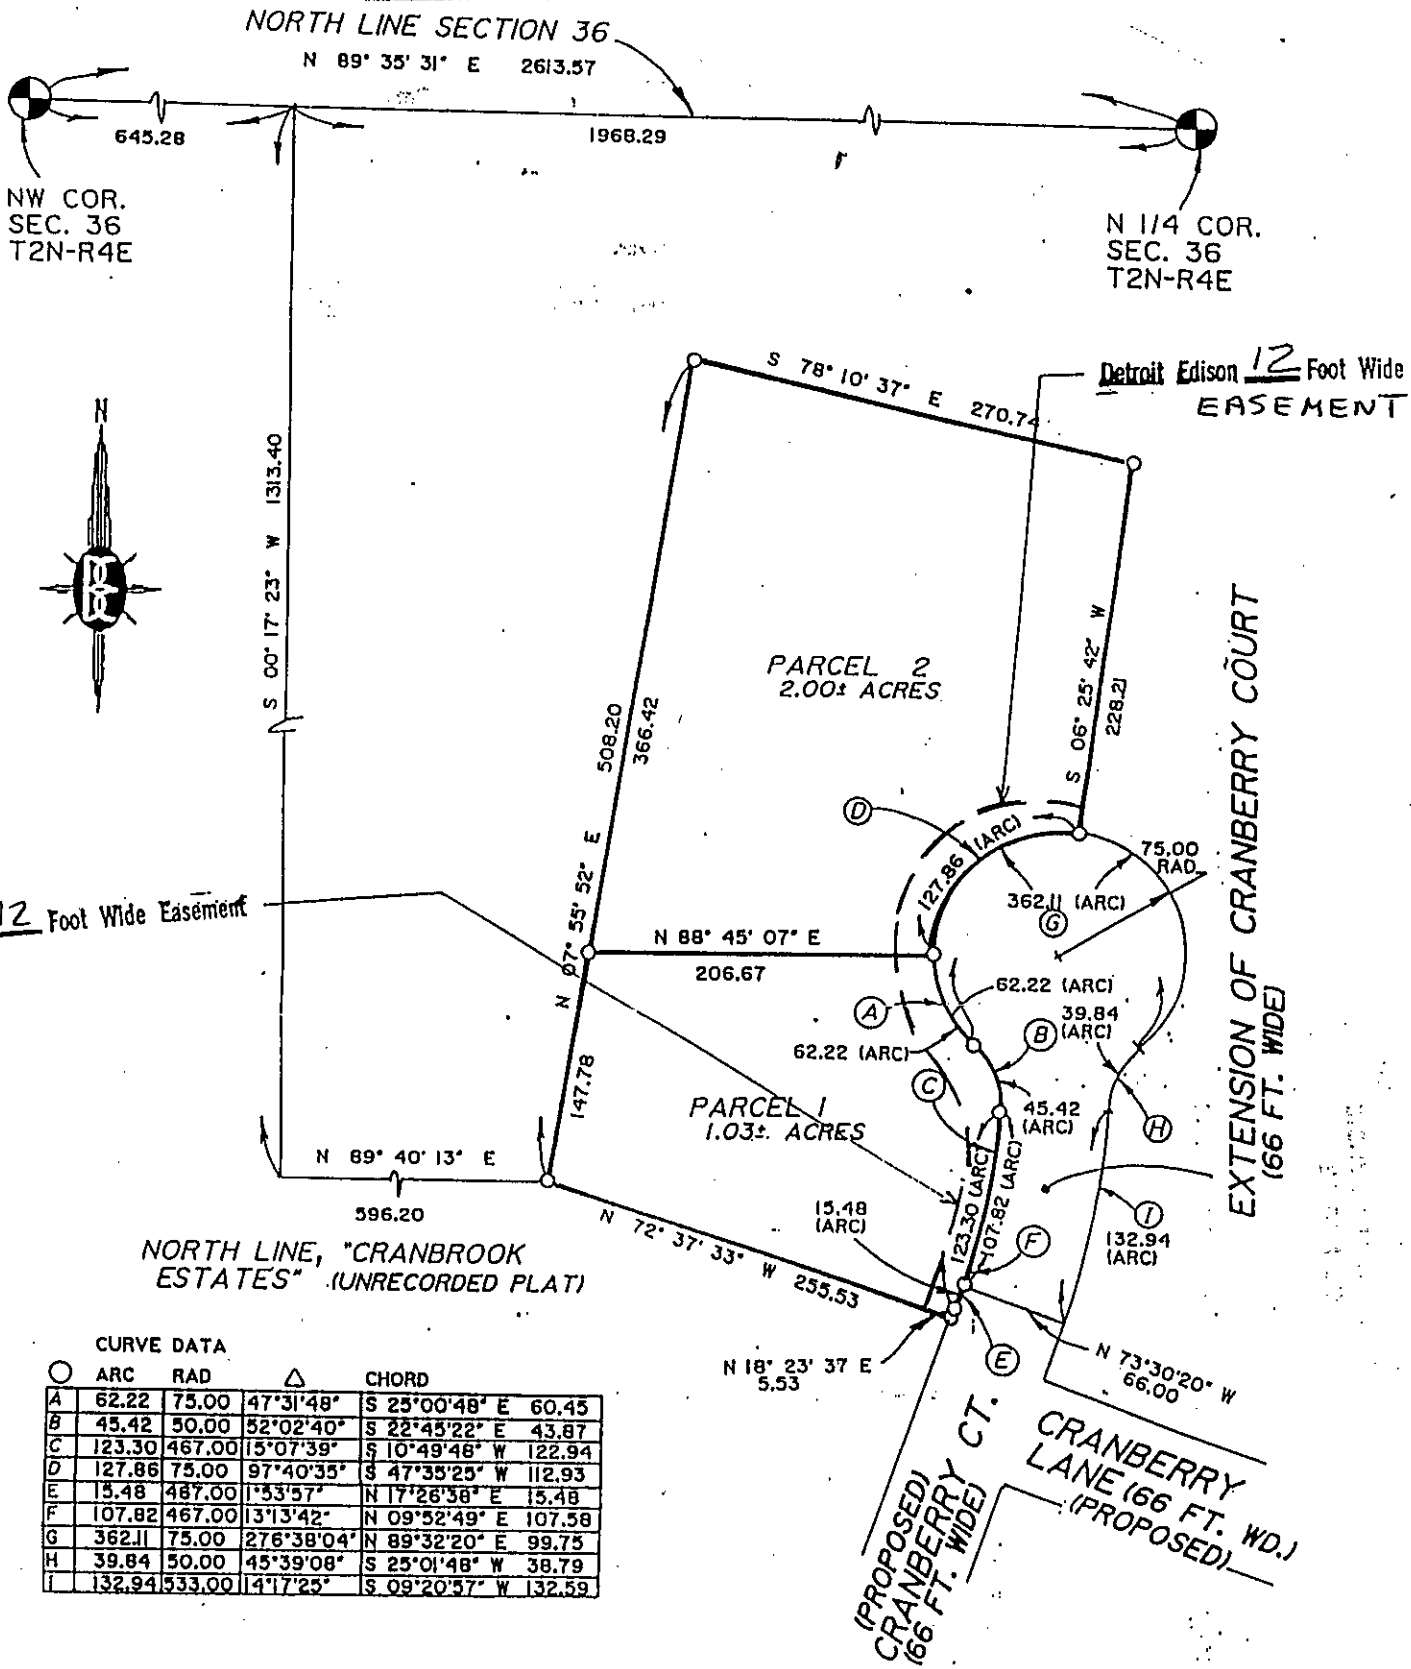 NORTH LINE SECTION 36
N 89° 35' 31" E 2613.57
645.28
1968.29
NW COR.
SEC. 36
T2N-R4E
N 1/4 COR.
SEC. 36
T2N-R4E
S 78° 10' 37" E 270.74
Detroit Edison 12 Foot Wide
EASEMENT
N
S 00° 17' 23" W 1313.40
PARCEL 2
2.00± ACRES
508.20
366.42
N 07° 55' 52" E
S 06° 25' 42" W
228.21
EXTENSION OF CRANBERRY COURT
(66 FT. WIDE)
D
127.86 (ARC)
75.00
RAD.
362.11 (ARC)
G
12 Foot Wide Easement
N 88° 45' 07" E
206.67
62.22 (ARC)
A
39.84
(ARC)
B
62.22 (ARC)
C
147.78
PARCEL 1
1.03± ACRES
45.42
(ARC)
H
N 89° 40' 13" E
596.20
15.48
(ARC)
123.30 (ARC)
107.82 (ARC)
F
I
132.94
(ARC)
N 72° 37' 33" W 255.53
NORTH LINE, "CRANBROOK
ESTATES" (UNRECORDED PLAT)
N 18° 23' 37 E
5.53
E
N 73°30'20" W
66.00
CRANBERRY
LANE (66 FT. WD.)
(PROPOSED)
(PROPOSED)
CRANBERRY CT.
(66 FT. WIDE)
CURVE DATA
ARC RAD △ CHORD
A 62.22 75.00 47°31'48" S 25°00'48" E 60.45
B 45.42 50.00 52°02'40" S 22°45'22" E 43.87
C 123.30 467.00 15°07'39" S 10°49'48" W 122.94
D 127.86 75.00 97°40'35" S 47°35'25" W 112.93
E 15.48 467.00 1°53'57" N 17°26'38" E 15.48
F 107.82 467.00 13°13'42" N 09°52'49" E 107.58
G 362.11 75.00 276°38'04" N 89°32'20" E 99.75
H 39.84 50.00 45°39'08" S 25°01'48" W 38.79
I 132.94 533.00 14°17'25" S 09°20'57" W 132.59